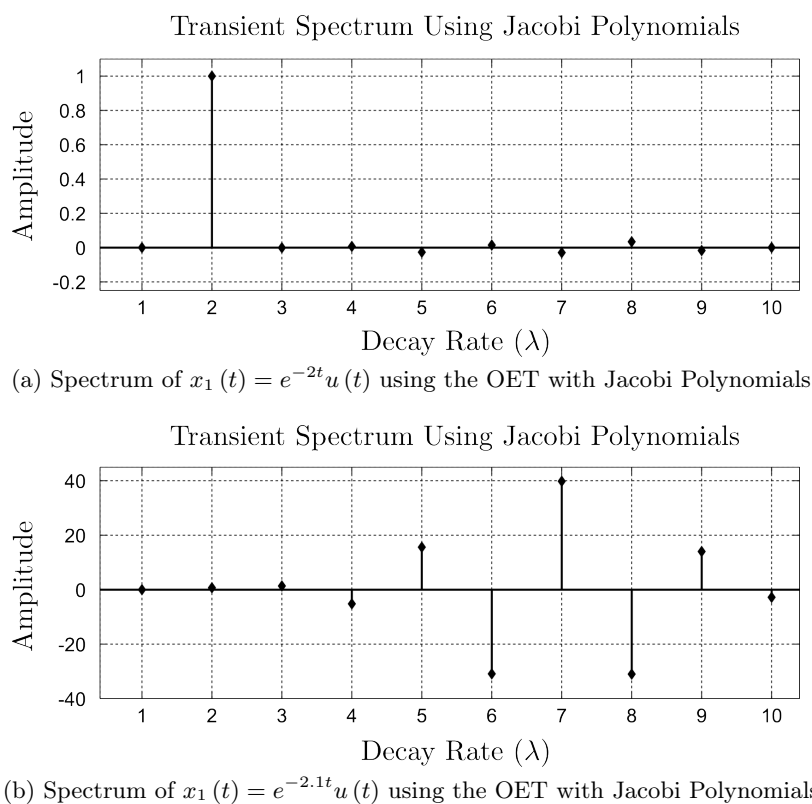 Transient Spectrum Using Jacobi Polynomials
1
0.8
0.6
0.4
0.2
0
-0.2
Amplitude
1 2 3 4 5 6 7 8 9 10
Decay Rate (λ)
(a) Spectrum of x₁ (t) = e⁻²ᵗu (t) using the OET with Jacobi Polynomials
Transient Spectrum Using Jacobi Polynomials
40
20
0
-20
-40
Amplitude
1 2 3 4 5 6 7 8 9 10
Decay Rate (λ)
(b) Spectrum of x₁ (t) = e^{−2.1t}u (t) using the OET with Jacobi Polynomials